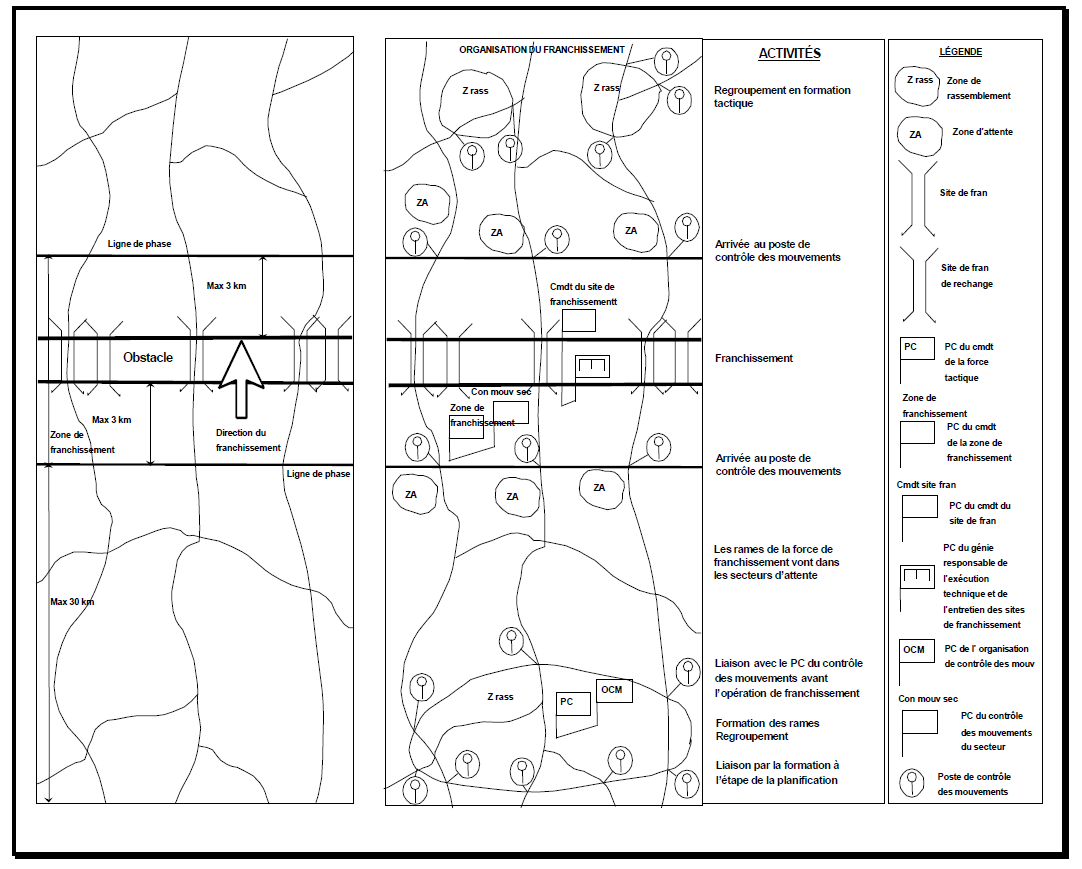 Ligne de phase
Max 3 km
Obstacle
Max 3 km
Zone de
franchissement
Direction du
franchissement
Ligne de phase
Max 30 km
ORGANISATION DU FRANCHISSEMENT
Z rass
Z rass
ZA
ZA
ZA
Cmdt du site de
franchissementt
Con mouv sec
Zone de
franchissement
ZA
ZA
ZA
Z rass
PC
OCM
ACTIVITÉS
Regroupement en formation
tactique
Arrivée au poste de
contrôle des mouvements
Franchissement
Arrivée au poste de
contrôle des mouvements
Les rames de la force de
franchissement vont dans
les secteurs d’attente
Liaison avec le PC du contrôle
des mouvements avant
l’opération de franchissement
Formation des rames
Regroupement
Liaison par la formation à
l’étape de la planification
LÉGENDE
Z rass
Zone de
rassemblement
ZA
Zone d'attente
Site de fran
Site de fran
de rechange
PC
PC du cmdt
de la force
tactique
Zone de
franchissement
PC du cmdt
de la zone de
franchissement
Cmdt site fran
PC du cmdt du
site de fran
PC du génie
responsable de
l’exécution
technique et de
l’entretien des sites
de franchissement
OCM
PC de l’ organisation
de contrôle des mouv
Con mouv sec
PC du contrôle
des mouvements
du secteur
Poste de contrôle
des mouvements